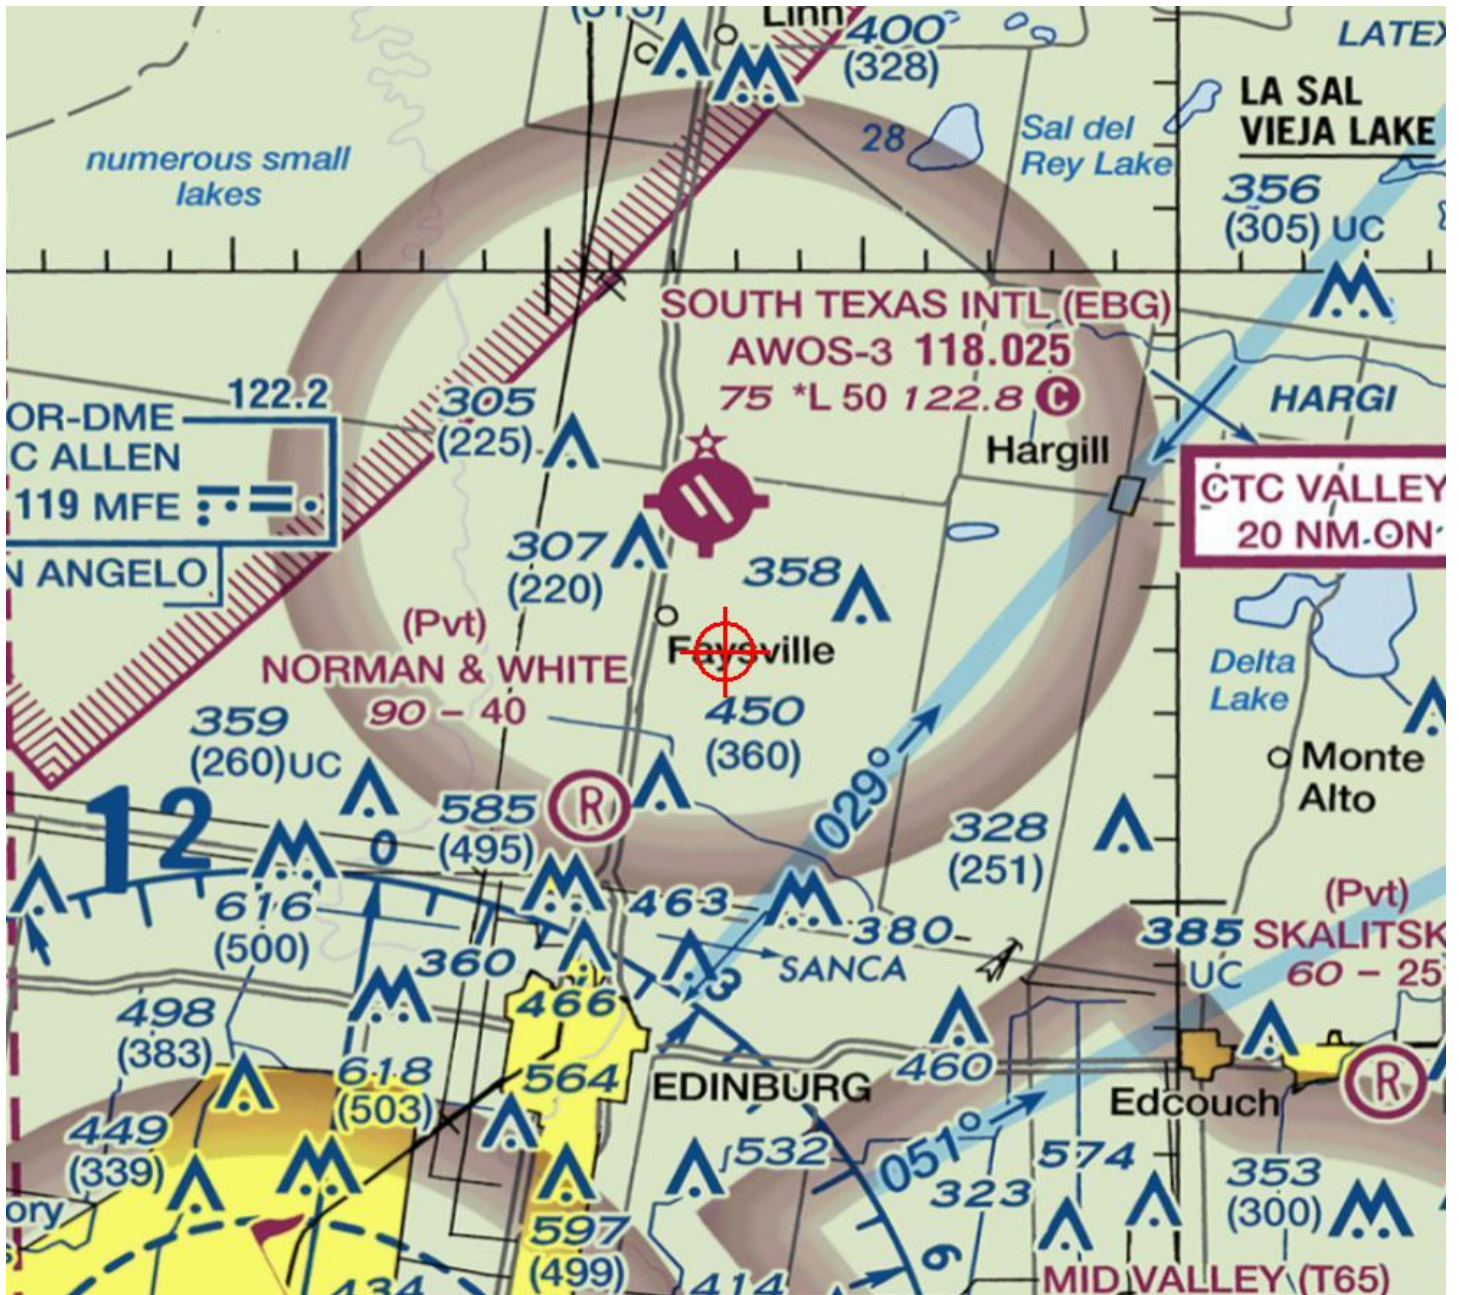 (315)
Linn
400
(328)
LATEX
LA SAL
VIEJA LAKE
28
Sal del
Rey Lake
numerous small
lakes
356
(305) UC
SOUTH TEXAS INTL (EBG)
AWOS-3 118.025
75 *L 50 122.8 C
122.2
OR-DME
C ALLEN
119 MFE
N ANGELO
305
(225)
HARGI
Hargill
CTC VALLEY
20 NM ON
307
(220)
358
(Pvt)
NORMAN & WHITE
90 - 40
Faysville
450
(360)
Delta
Lake
359
(260)UC
Monte
Alto
12
0
585
(495)
R
029°
328
(251)
616
(500)
463
380
SANCA
3
(Pvt)
SKALITSK
60 - 25
385
UC
360
466
498
(383)
618
(503)
564
EDINBURG
460
Edcouch
R
449
(339)
532
051°
574
323
353
(300)
ory
597
(499)
6
434
414
MID VALLEY (T65)